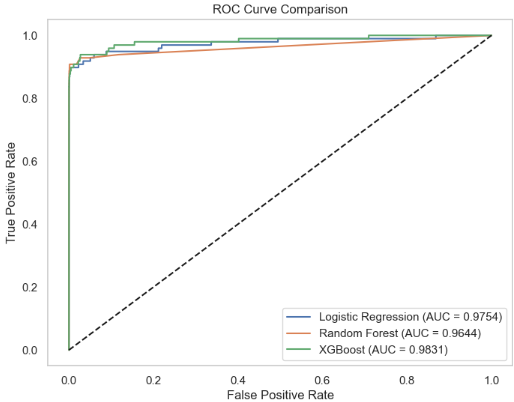 ROC Curve Comparison
True Positive Rate
1.0
0.8
0.6
0.4
0.2
0.0
Logistic Regression (AUC = 0.9754)
Random Forest (AUC = 0.9644)
XGBoost (AUC = 0.9831)
0.0 0.2 0.4 0.6 0.8 1.0
False Positive Rate